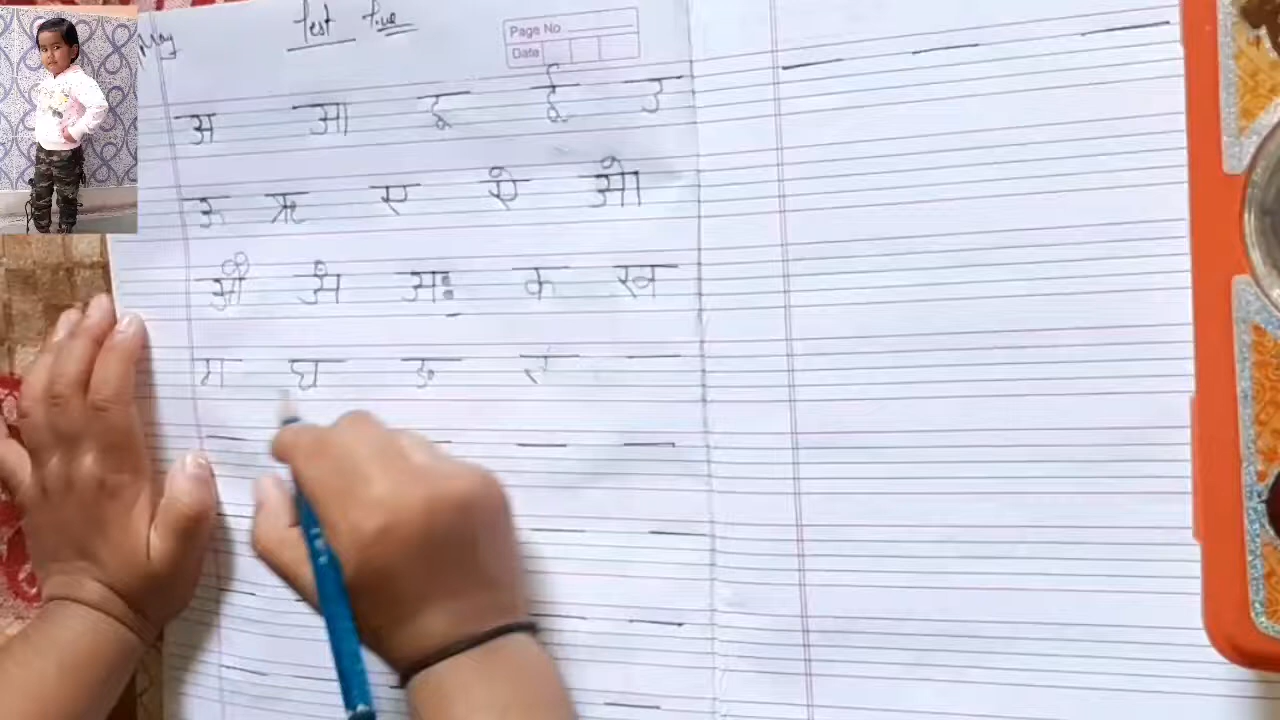 May Test five
Page No
Date
अ आ इ ई उ
ऊ ऋ ए ऐ ओ
औ अं अः क ख
ग घ ङ